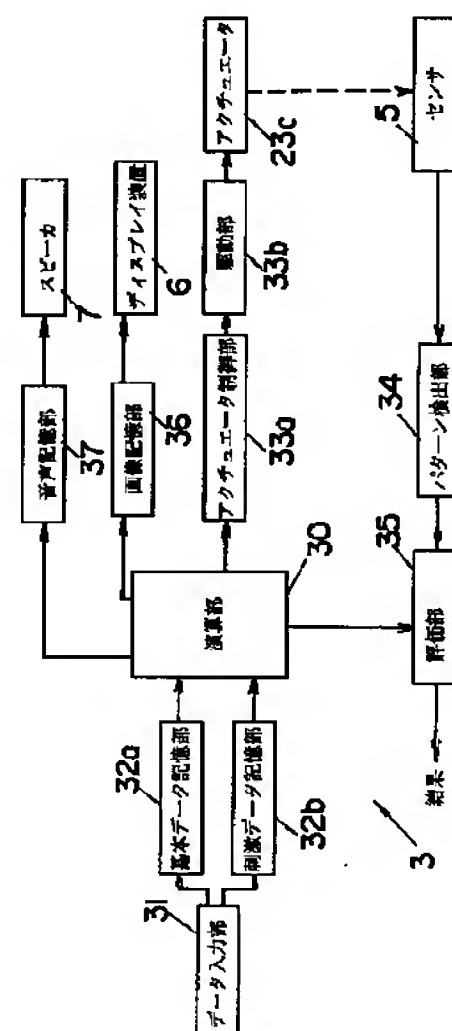 データ入力部
31
基本データ記憶部
32a
刺激データ記憶部
32b
演算部
30
音声記憶部
37
スピーカ
7
画像記憶部
36
ディスプレイ装置
6
アクチュエータ制御部
33a
駆動部
33b
アクチュエータ
23c
センサ
5
パターン検出部
34
評価部
35
結果
3